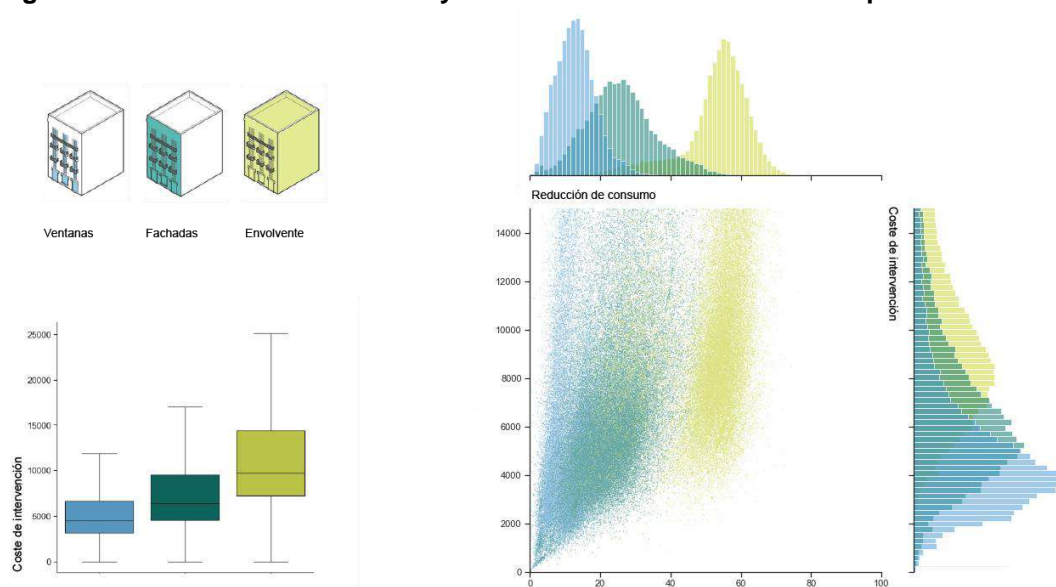 Ventanas Fachadas Envolvente
Coste de intervención
25000
20000
15000
10000
5000
0
Reducción de consumo
Coste de intervención
14000
12000
10000
8000
6000
4000
2000
0
0 20 40 60 80 100